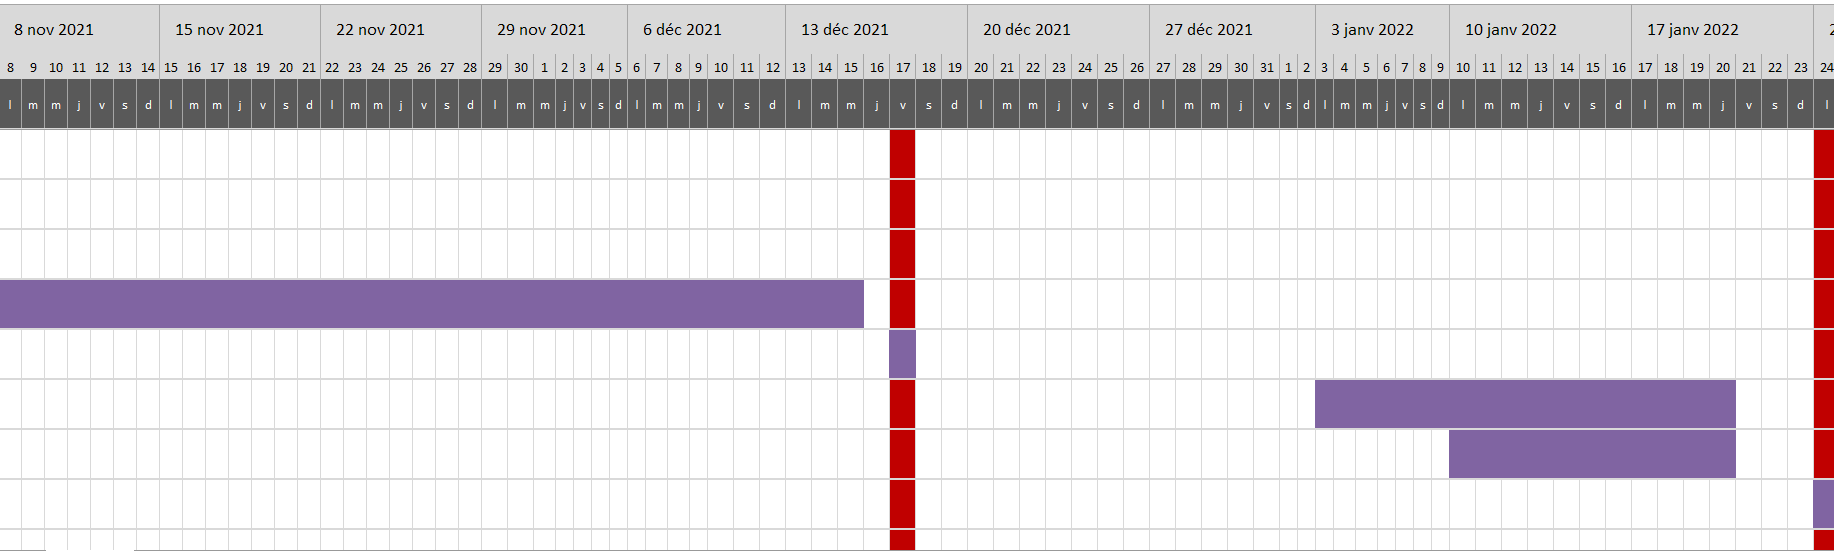 8 nov 2021 15 nov 2021 22 nov 2021 29 nov 2021 6 déc 2021 13 déc 2021 20 déc 2021 27 déc 2021 3 janv 2022 10 janv 2022 17 janv 2022 2
8 9 10 11 12 13 14 15 16 17 18 19 20 21 22 23 24 25 26 27 28 29 30 1 2 3 4 5 6 7 8 9 10 11 12 13 14 15 16 17 18 19 20 21 22 23 24 25 26 27 28 29 30 31 1 2 3 4 5 6 7 8 9 10 11 12 13 14 15 16 17 18 19 20 21 22 23 24
l m m j v s d l m m j v s d l m m j v s d l m m j v s d l m m j v s d l m m j v s d l m m j v s d l m m j v s d l m m j v s d l m m j v s d l m m j v s d l